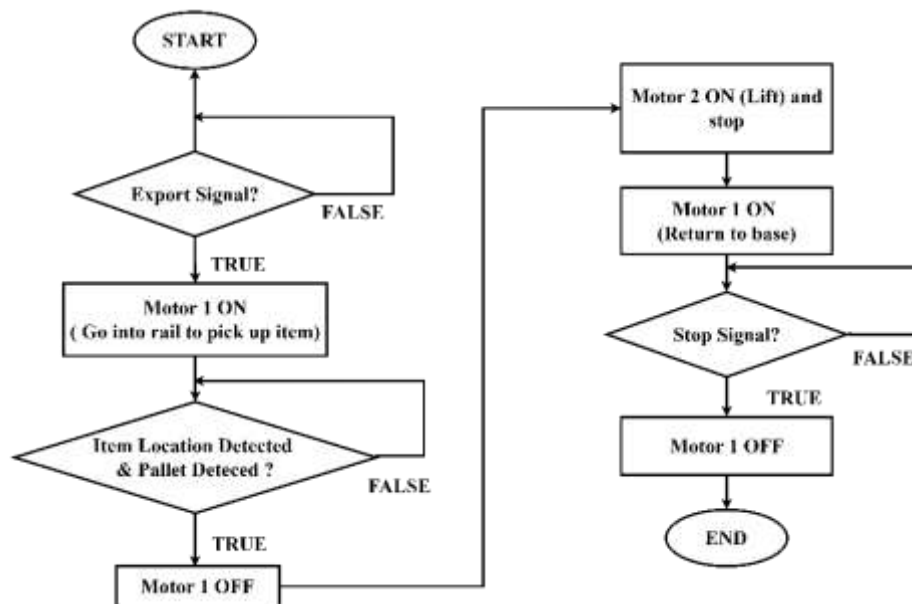 START
Export Signal?
FALSE
TRUE
Motor 1 ON
( Go into rail to pick up item)
Item Location Detected
& Pallet Deteced ?
FALSE
TRUE
Motor 1 OFF
Motor 2 ON (Lift) and
stop
Motor 1 ON
(Return to base)
Stop Signal?
FALSE
TRUE
Motor 1 OFF
END